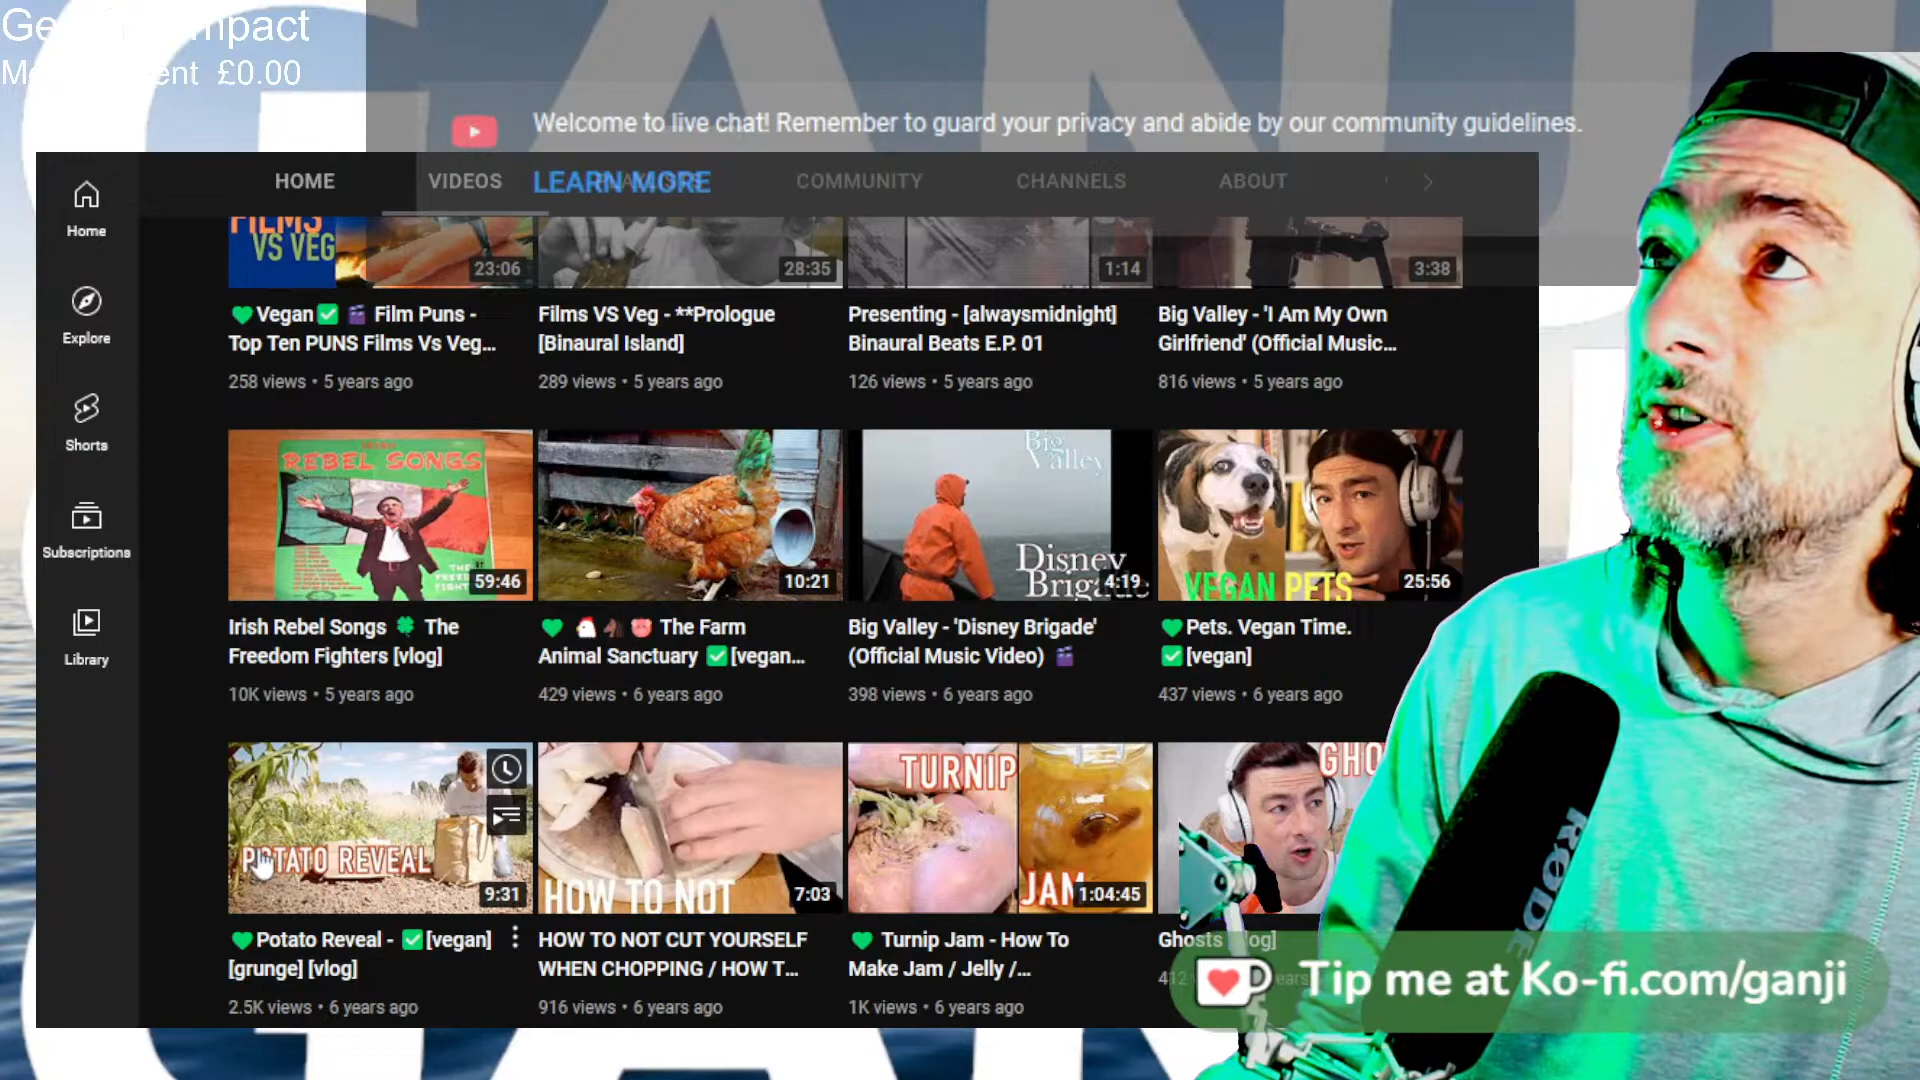 Welcome to live chat! Remember to guard your privacy and abide by our community guidelines.
LEARN MORE
£0.00
HOME
VIDEOS
COMMUNITY
CHANNELS
ABOUT
Home
Explore
Shorts
Subscriptions
Library
FILMS
VS VEG
23:06
28:35
1:14
3:38
Vegan Film Puns -
Top Ten PUNS Films Vs Veg...
258 views • 5 years ago
Films VS Veg - **Prologue
[Binaural Island]
289 views • 5 years ago
Presenting - [alwaysmidnight]
Binaural Beats E.P. 01
126 views • 5 years ago
Big Valley - 'I Am My Own
Girlfriend' (Official Music...
816 views • 5 years ago
REBEL SONGS
59:46
10:21
Big
Valley
Disney
Brigade
4:19
VEGAN PETS
25:56
Irish Rebel Songs The
Freedom Fighters [vlog]
10K views • 5 years ago
The Farm
Animal Sanctuary [vegan...
429 views • 6 years ago
Big Valley - 'Disney Brigade'
(Official Music Video)
398 views • 6 years ago
Pets. Vegan Time.
[vegan]
437 views • 6 years ago
POTATO REVEAL
9:31
HOW TO NOT
7:03
TURNIP
JAM
1:04:45
Potato Reveal - [vegan]
[grunge] [vlog]
2.5K views • 6 years ago
HOW TO NOT CUT YOURSELF
WHEN CHOPPING / HOW T...
916 views • 6 years ago
Turnip Jam - How To
Make Jam / Jelly /...
1K views • 6 years ago
Ghosts
RØDE
Tip me at Ko-fi.com/ganji